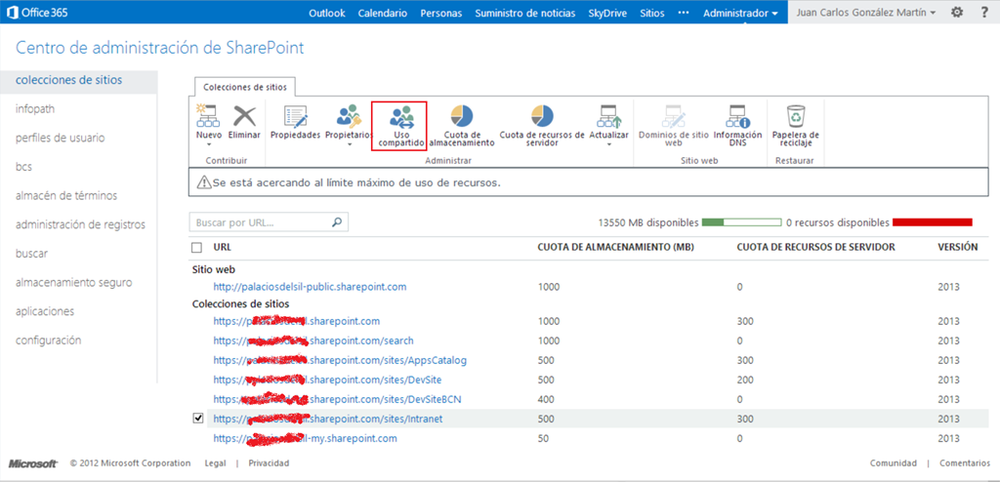 Office 365 Outlook Calendario Personas Suministro de noticias SkyDrive Sitios ··· Administrador Juan Carlos González Martín ?
Centro de administración de SharePoint
colecciones de sitios
infopath
perfiles de usuario
bcs
almacén de términos
administración de registros
buscar
almacenamiento seguro
aplicaciones
configuración
Colecciones de sitios
Nuevo Eliminar Propiedades Propietarios Uso compartido Cuota de almacenamiento Cuota de recursos de servidor Actualizar Dominios de sitio web Información DNS Papelera de reciclaje
Contribuir Administrar Sitio web Restaurar
Se está acercando al límite máximo de uso de recursos.
Buscar por URL... 13550 MB disponibles 0 recursos disponibles
URL CUOTA DE ALMACENAMIENTO (MB) CUOTA DE RECURSOS DE SERVIDOR VERSIÓN
Sitio web
http://palaciosdelsil-public.sharepoint.com 1000 0 2013
Colecciones de sitios
https:// .sharepoint.com 1000 300 2013
https:// .sharepoint.com/search 1000 0 2013
https:// .sharepoint.com/sites/AppsCatalog 500 300 2013
https:// .sharepoint.com/sites/DevSite 500 200 2013
https:// .sharepoint.com/sites/DevSiteBCN 400 0 2013
https:// .sharepoint.com/sites/Intranet 500 300 2013
https:// -my.sharepoint.com 50 0 2013
Microsoft © 2012 Microsoft Corporation Legal | Privacidad Comunidad | Comentarios